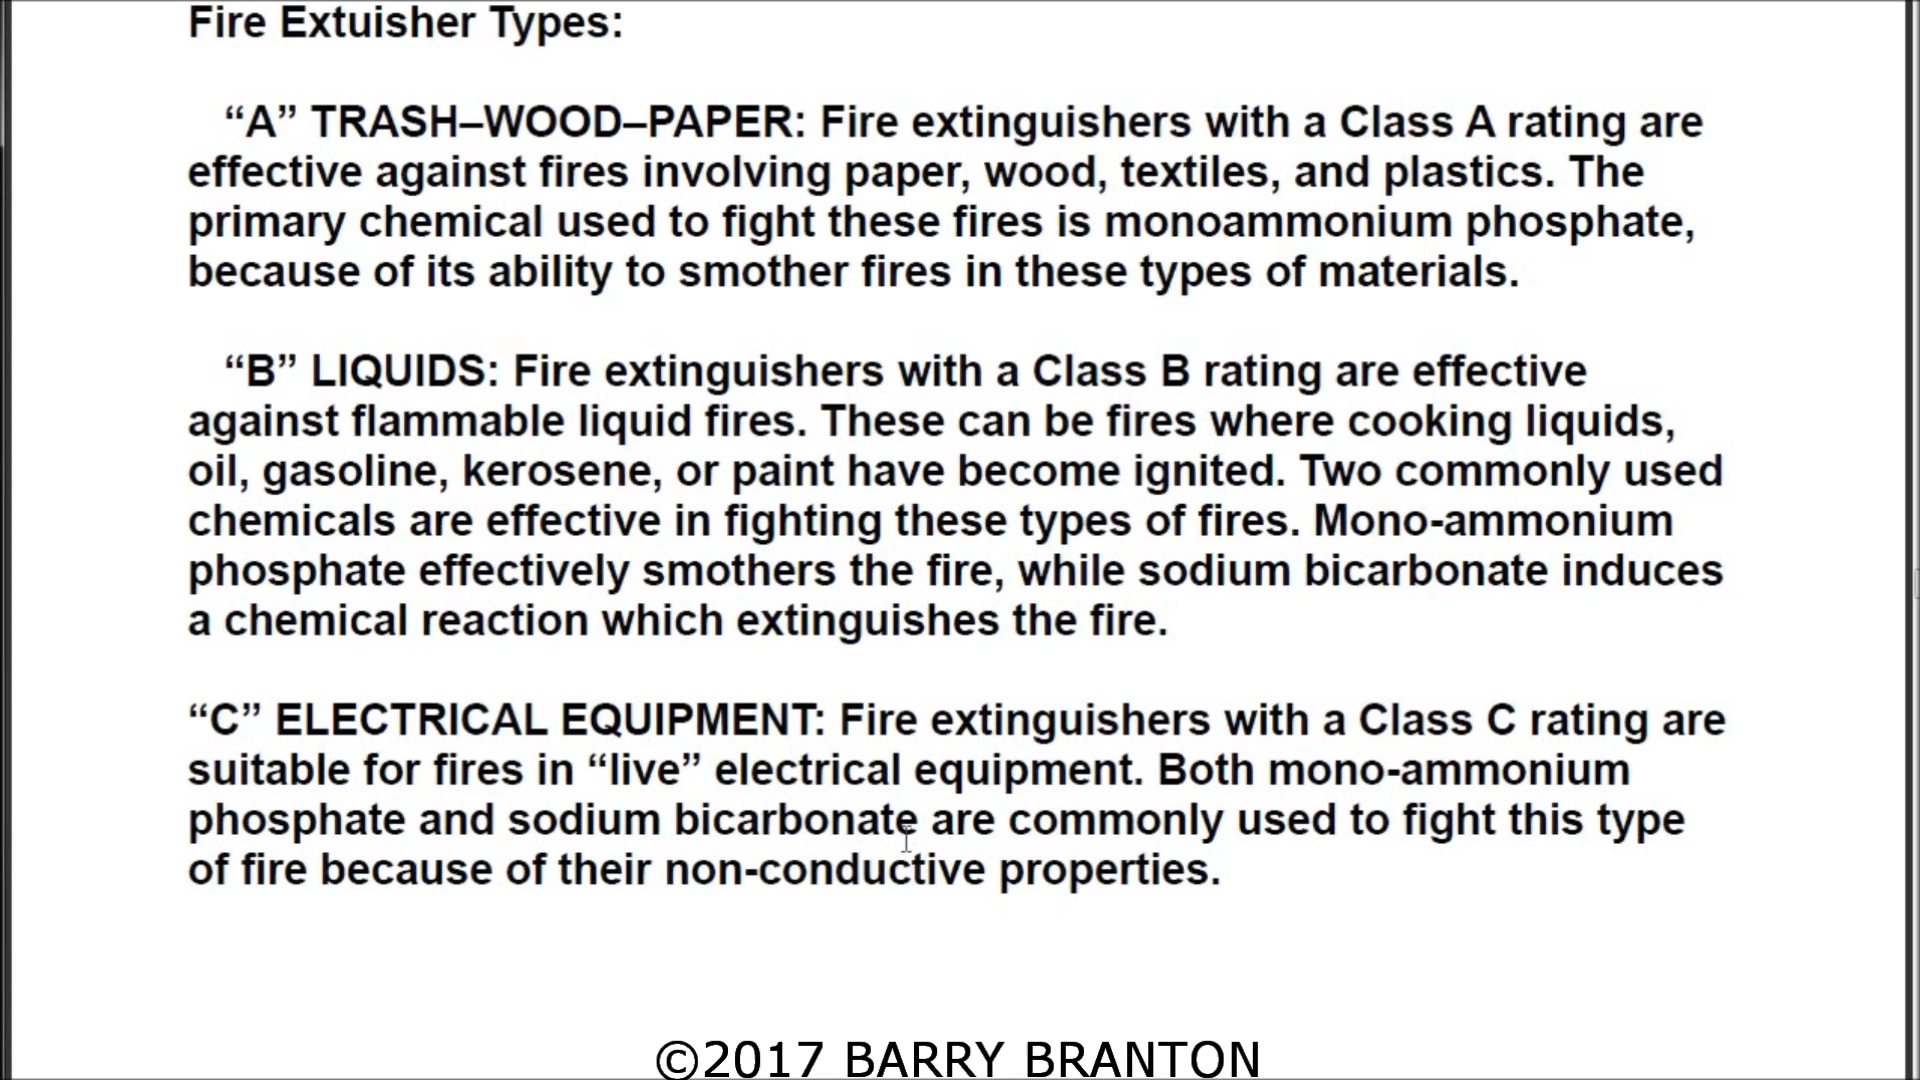 Fire Extuisher Types:
“A” TRASH–WOOD–PAPER: Fire extinguishers with a Class A rating are
effective against fires involving paper, wood, textiles, and plastics. The
primary chemical used to fight these fires is monoammonium phosphate,
because of its ability to smother fires in these types of materials.
“B” LIQUIDS: Fire extinguishers with a Class B rating are effective
against flammable liquid fires. These can be fires where cooking liquids,
oil, gasoline, kerosene, or paint have become ignited. Two commonly used
chemicals are effective in fighting these types of fires. Mono-ammonium
phosphate effectively smothers the fire, while sodium bicarbonate induces
a chemical reaction which extinguishes the fire.
“C” ELECTRICAL EQUIPMENT: Fire extinguishers with a Class C rating are
suitable for fires in “live” electrical equipment. Both mono-ammonium
phosphate and sodium bicarbonate are commonly used to fight this type
of fire because of their non-conductive properties.
©2017 BARRY BRANTON